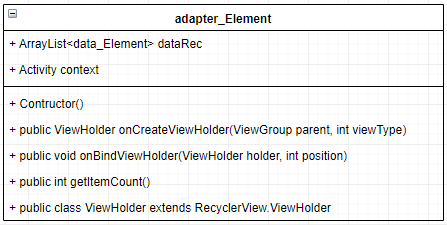 adapter_Element
+ ArrayList<data_Element> dataRec
+ Activity context
+ Contructor()
+ public ViewHolder onCreateViewHolder(ViewGroup parent, int viewType)
+ public void onBindViewHolder(ViewHolder holder, int position)
+ public int getItemCount()
+ public class ViewHolder extends RecyclerView.ViewHolder